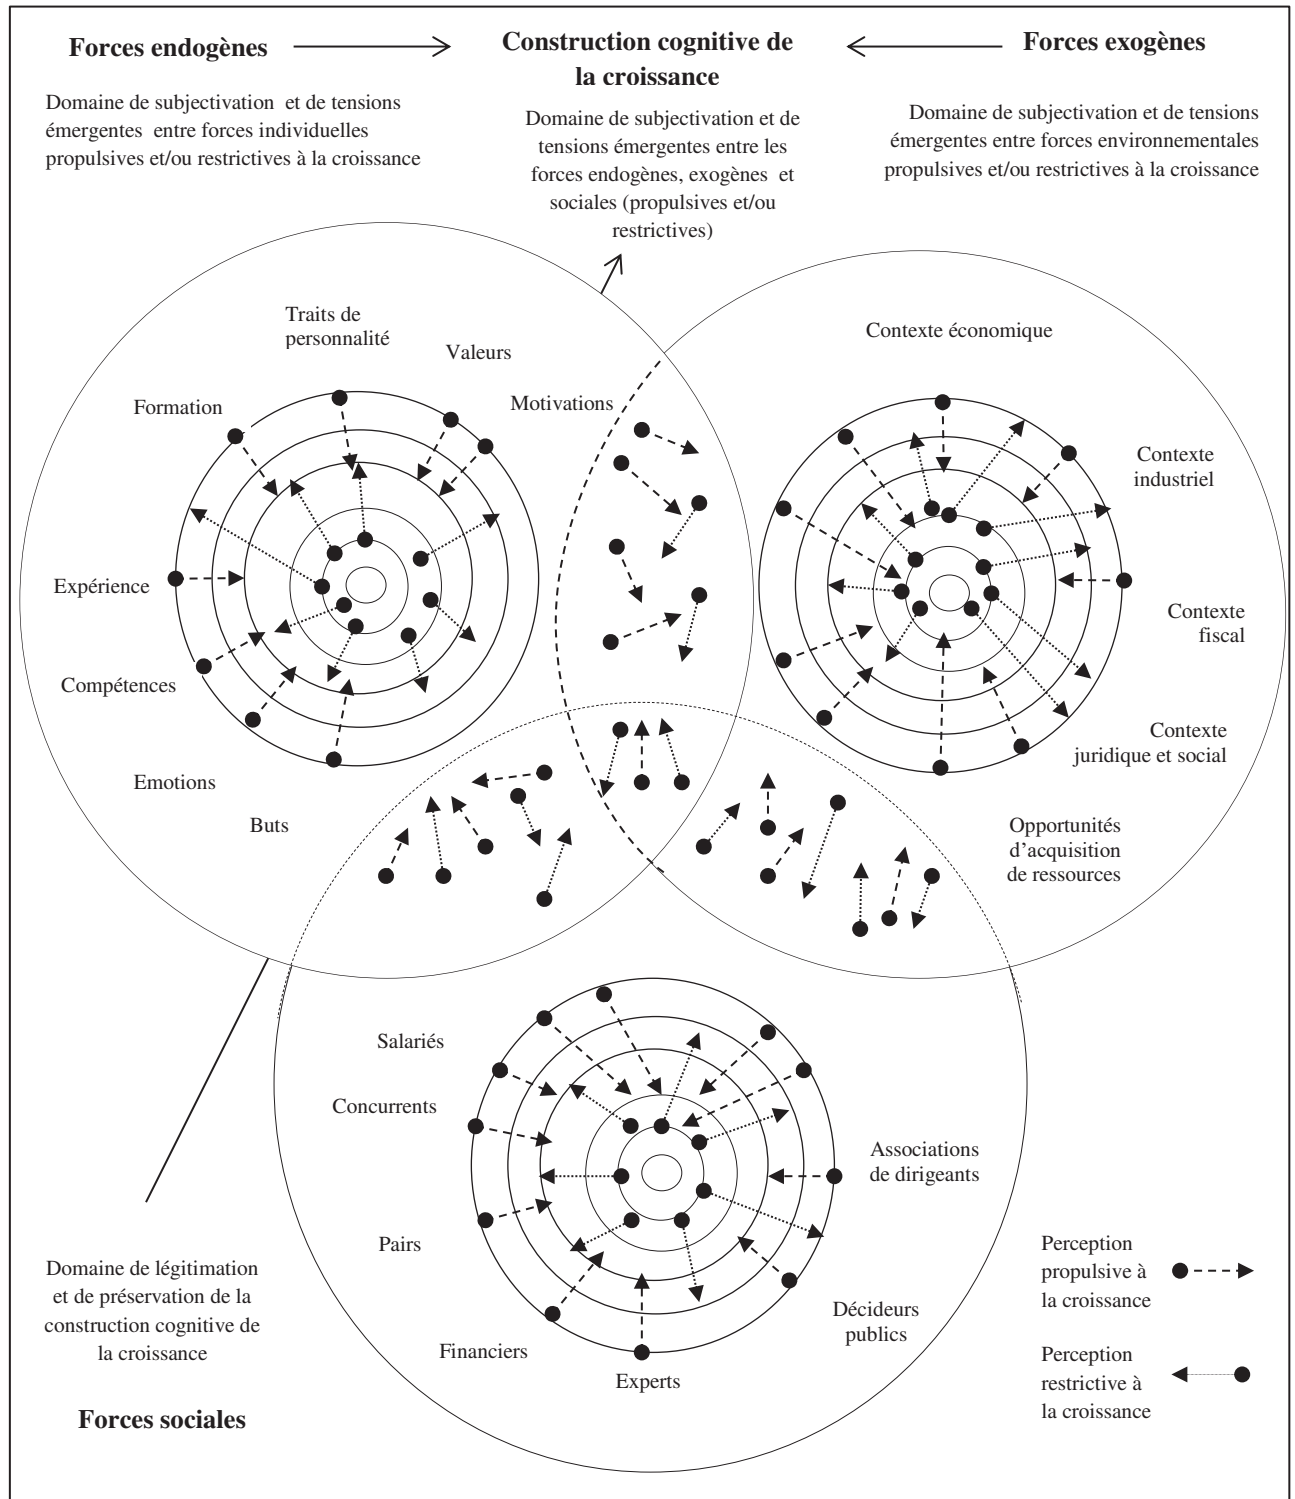 Forces endogènes
Domaine de subjectivation et de tensions
émergentes entre forces individuelles
propulsives et/ou restrictives à la croissance
Construction cognitive de
la croissance
Domaine de subjectivation et de
tensions émergentes entre les
forces endogènes, exogènes et
sociales (propulsives et/ou
restrictives)
Forces exogènes
Domaine de subjectivation et de tensions
émergentes entre forces environnementales
propulsives et/ou restrictives à la croissance
Traits de
personnalité
Valeurs
Motivations
Formation
Expérience
Compétences
Emotions
Buts
Contexte économique
Contexte
industriel
Contexte
fiscal
Contexte
juridique et social
Opportunités
d'acquisition
de ressources
Salariés
Concurrents
Pairs
Financiers
Experts
Associations
de dirigeants
Décideurs
publics
Domaine de légitimation
et de préservation de la
construction cognitive de
la croissance
Forces sociales
Perception
propulsive à
la croissance
Perception
restrictive à
la croissance